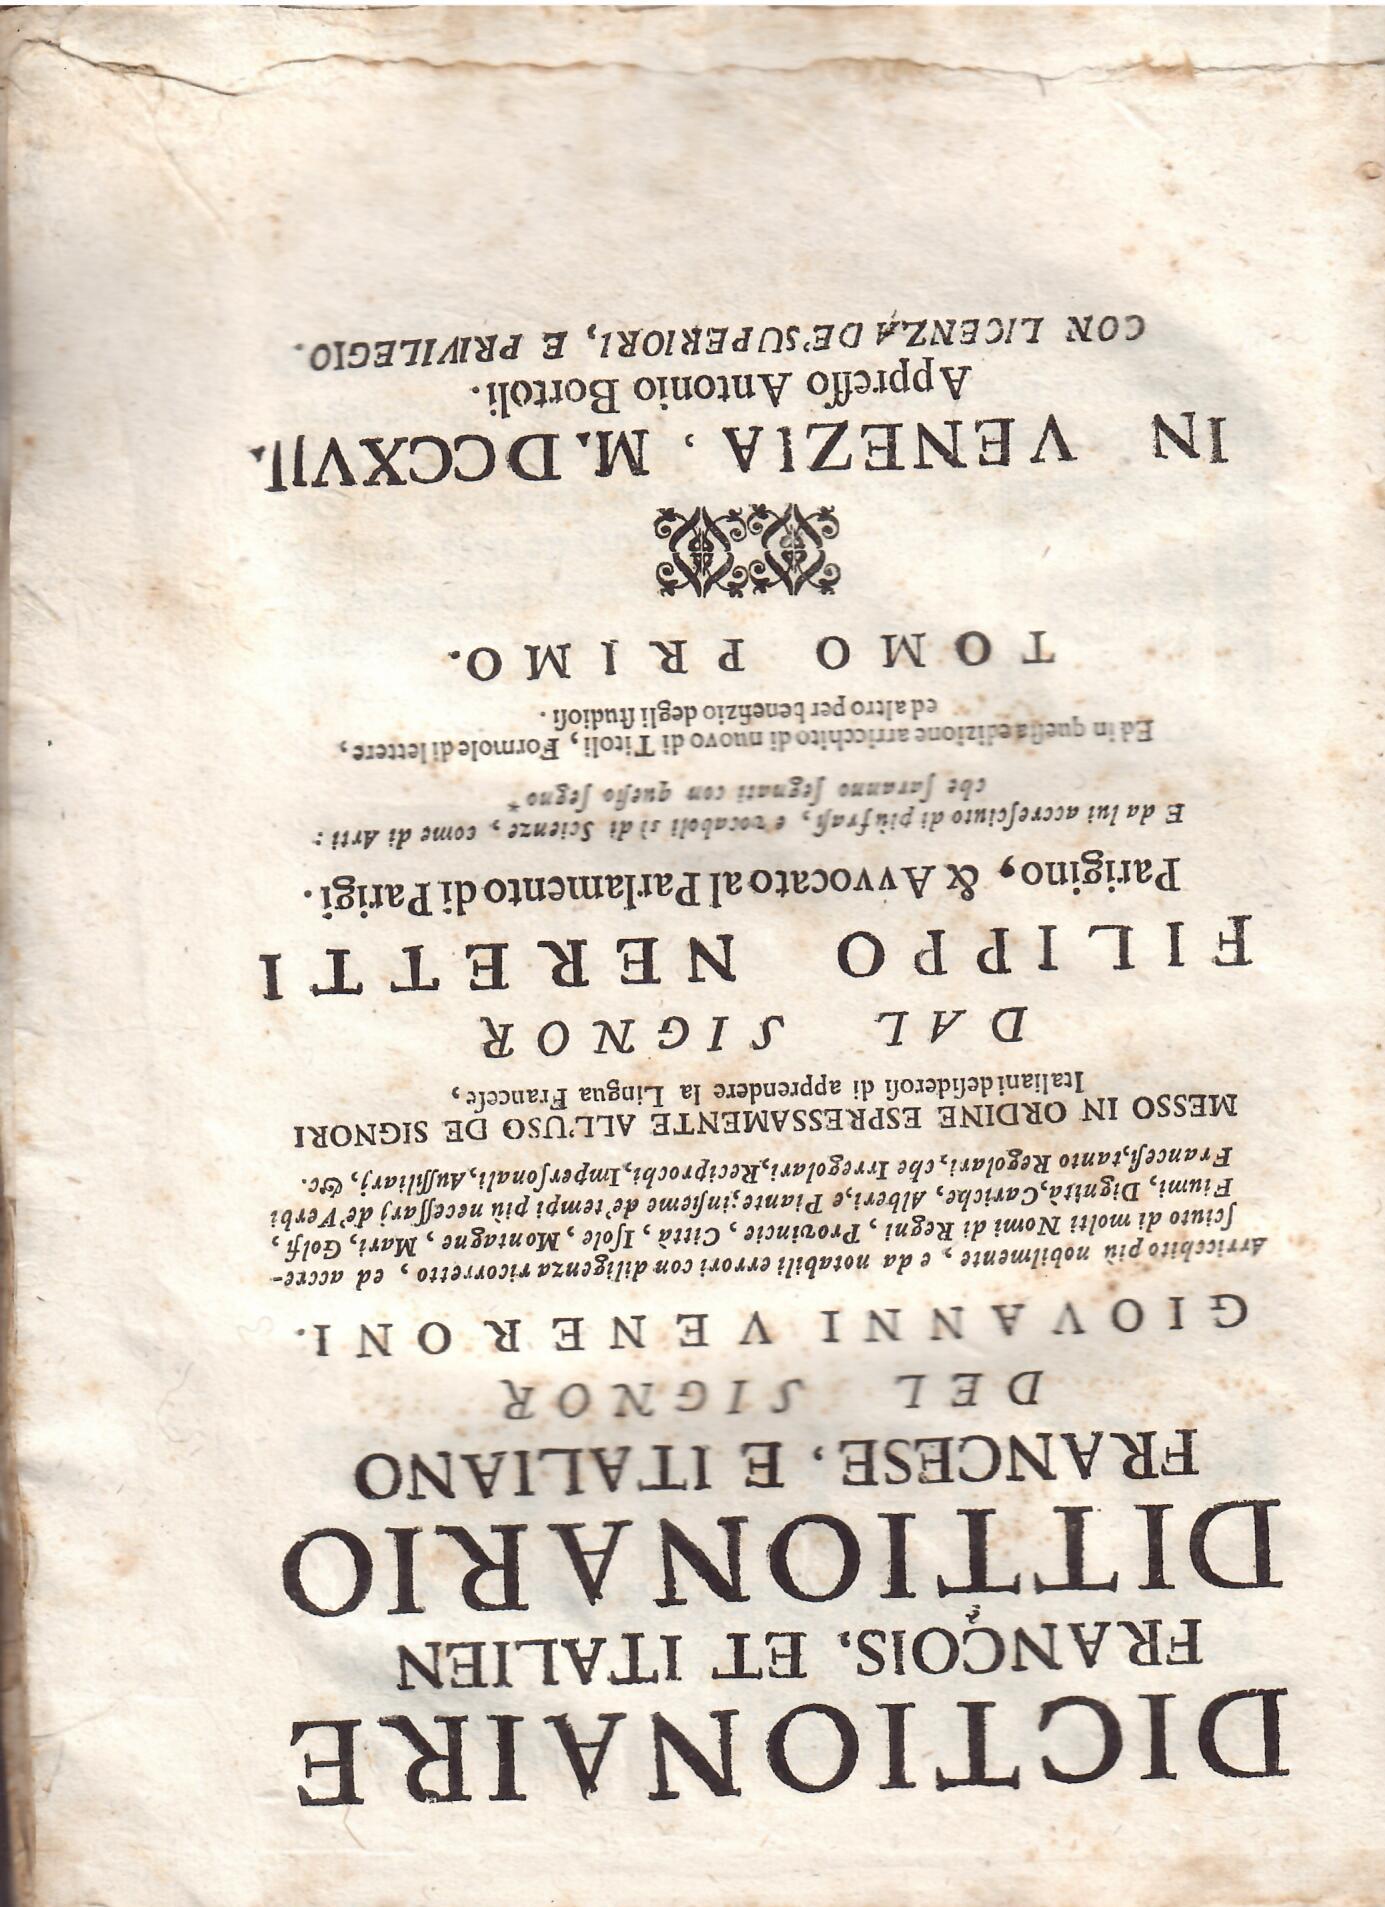 DICTIONAIRE
FRANÇOIS, ET ITALIEN
DITTIONARIO
FRANCESE, E ITALIANO
DEL SIGNOR
GIOVANNI VENERONI.
Arricchito più nobilmente, e da notabili errori con diligenza ricorretto, ed accre-
ſciuto di molti Nomi di Regni, Provincie, Città, Iſole, Montagne, Mari, Golfi,
Fiumi, Dignità, Cariche, Alberi, e Piante; inſieme de' tempi più neceſſarj de' Verbi
Franceſi, tanto Regolari, che Irregolari, Reciprochi, Imperſonali, Auſſiliarj, &c.
MESSO IN ORDINE ESPRESSAMENTE ALL'USO DE SIGNORI
Italiani deſideroſi di apprendere la Lingua Franceſe,
DAL SIGNOR
FILIPPO NERETTI
Parigino, & Avvocato al Parlamento di Parigi.
E da lui accreſciuto di più fraſi, e vocaboli sì di Scienze, come di Arti:
che ſaranno ſegnati con queſto ſegno *
Ed in queſta edizione arricchito di nuovo di Titoli, Formole di lettere,
ed altro per benefizio degli ſtudioſi.
TOMO PRIMO.
IN VENEZIA, M. DCCXVII.
Appreſſo Antonio Bortoli.
CON LICENZA DE' SUPERIORI, E PRIVILEGIO.